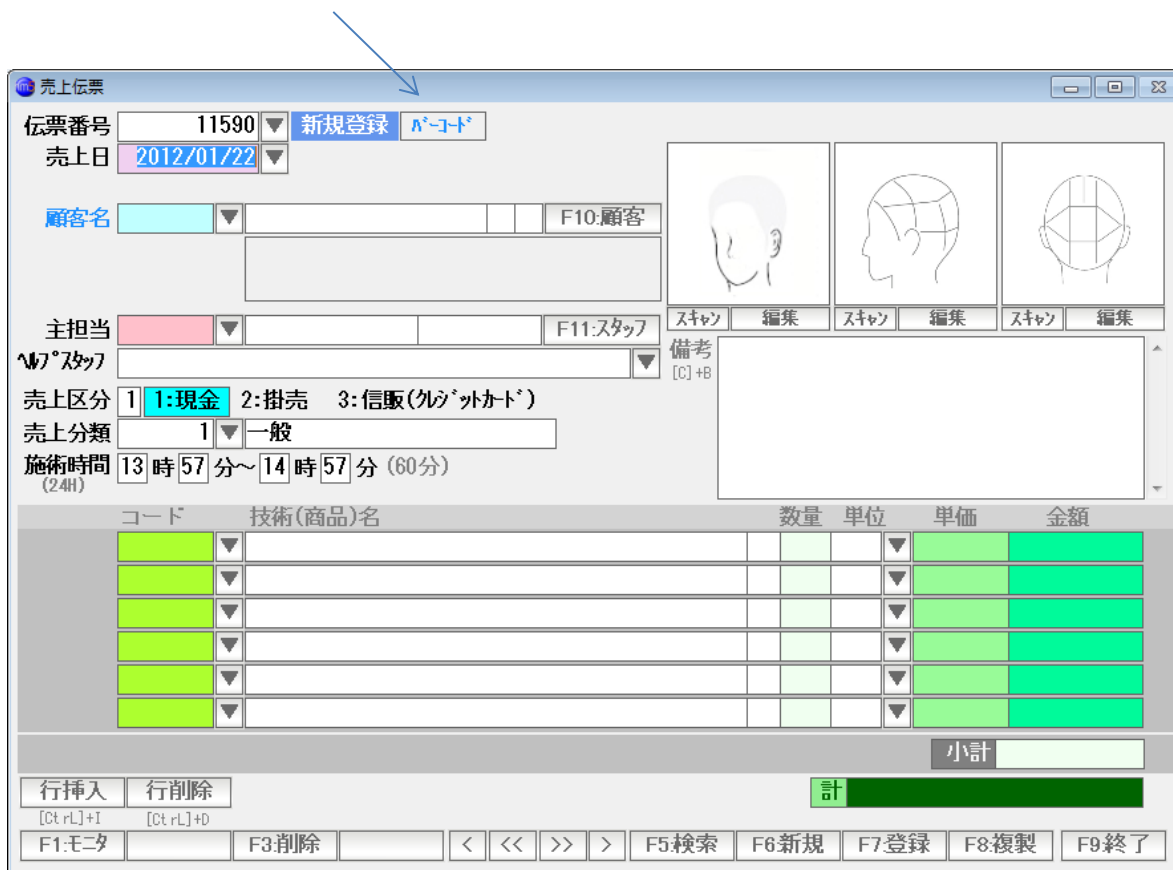 売上伝票
伝票番号 11590 新規登録 ﾊﾞｰｺｰﾄﾞ
売上日 2012/01/22
顧客名 F10:顧客
主担当 F11:ｽﾀｯﾌ
ﾍﾙﾌﾟｽﾀｯﾌ
スキャン 編集 スキャン 編集 スキャン 編集
備考
[C]+B
売上区分 1 1:現金 2:掛売 3:信販(ｸﾚｼﾞｯﾄｶｰﾄﾞ)
売上分類 1 一般
施術時間 13 時 57 分～ 14 時 57 分 (60分)
(24H)
コード 技術(商品)名 数量 単位 単価 金額
小計
行挿入 行削除 計
[CtrL]+I [CtrL]+D
F1:モニタ F3:削除 < << >> > F5:検索 F6:新規 F7:登録 F8:複製 F9:終了